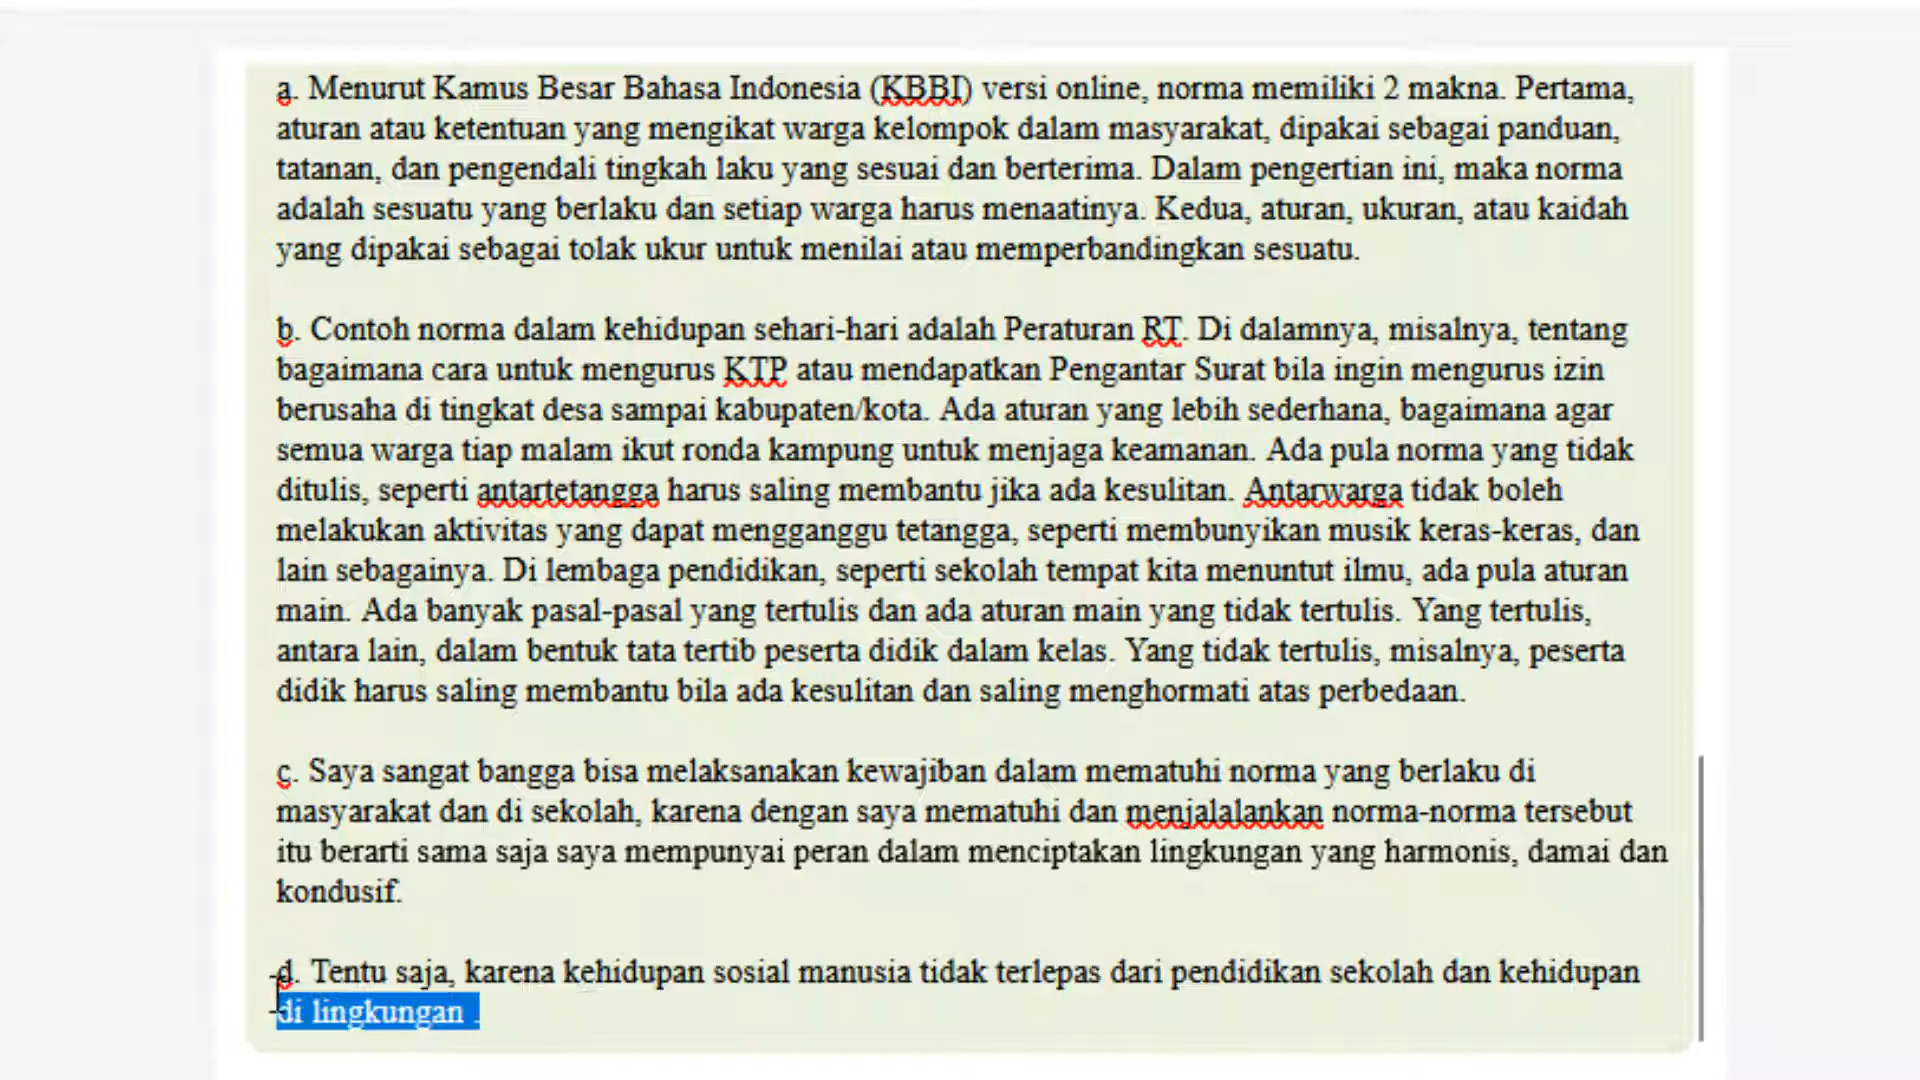 a. Menurut Kamus Besar Bahasa Indonesia (KBBI) versi online, norma memiliki 2 makna. Pertama,
aturan atau ketentuan yang mengikat warga kelompok dalam masyarakat, dipakai sebagai panduan,
tatanan, dan pengendali tingkah laku yang sesuai dan berterima. Dalam pengertian ini, maka norma
adalah sesuatu yang berlaku dan setiap warga harus menaatinya. Kedua, aturan, ukuran, atau kaidah
yang dipakai sebagai tolak ukur untuk menilai atau memperbandingkan sesuatu.
b. Contoh norma dalam kehidupan sehari-hari adalah Peraturan RT. Di dalamnya, misalnya, tentang
bagaimana cara untuk mengurus KTP atau mendapatkan Pengantar Surat bila ingin mengurus izin
berusaha di tingkat desa sampai kabupaten/kota. Ada aturan yang lebih sederhana, bagaimana agar
semua warga tiap malam ikut ronda kampung untuk menjaga keamanan. Ada pula norma yang tidak
ditulis, seperti antartetangga harus saling membantu jika ada kesulitan. Antarwarga tidak boleh
melakukan aktivitas yang dapat mengganggu tetangga, seperti membunyikan musik keras-keras, dan
lain sebagainya. Di lembaga pendidikan, seperti sekolah tempat kita menuntut ilmu, ada pula aturan
main. Ada banyak pasal-pasal yang tertulis dan ada aturan main yang tidak tertulis. Yang tertulis,
antara lain, dalam bentuk tata tertib peserta didik dalam kelas. Yang tidak tertulis, misalnya, peserta
didik harus saling membantu bila ada kesulitan dan saling menghormati atas perbedaan.
c. Saya sangat bangga bisa melaksanakan kewajiban dalam mematuhi norma yang berlaku di
masyarakat dan di sekolah, karena dengan saya mematuhi dan menjalalankan norma-norma tersebut
itu berarti sama saja saya mempunyai peran dalam menciptakan lingkungan yang harmonis, damai dan
kondusif.
d. Tentu saja, karena kehidupan sosial manusia tidak terlepas dari pendidikan sekolah dan kehidupan
di lingkungan .